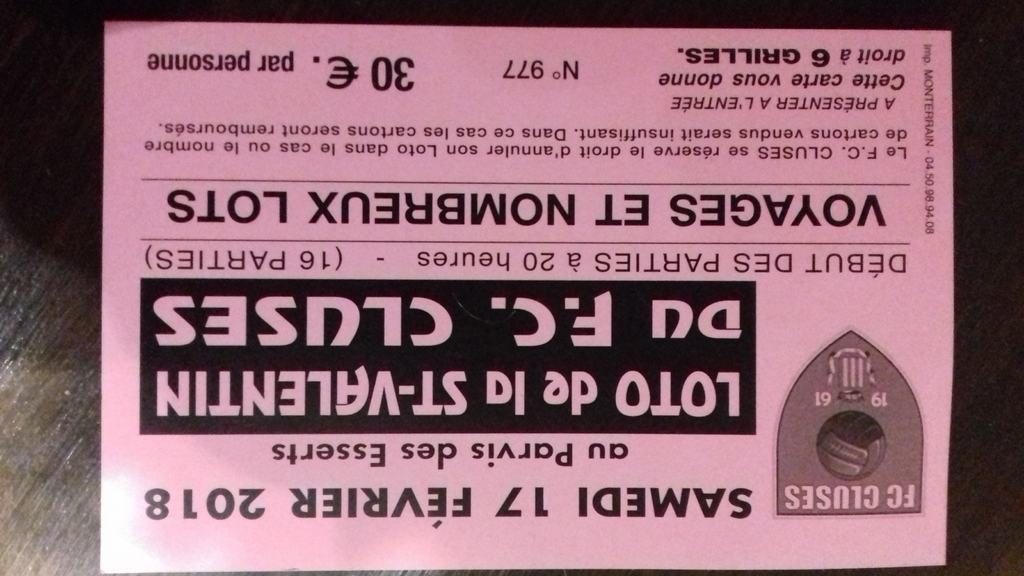 FC CLUSES
19 61
SAMEDI 17 FÉVRIER 2018
au Parvis des Esserts
LOTO de la ST-VALENTIN
DU F.C. CLUSES
DÉBUT DES PARTIES à 20 heures - (16 PARTIES)
VOYAGES ET NOMBREUX LOTS
Le F.C. CLUSES se réserve le droit d'annuler son Loto dans le cas ou le nombre
de cartons vendus serait insuffisant. Dans ce cas les cartons seront remboursés.
A PRÉSENTER A L'ENTRÉE
Cette carte vous donne
droit à 6 GRILLES.
N° 977
30 €. par personne
Imp. MONTERRAIN - 04.50.98.94.08